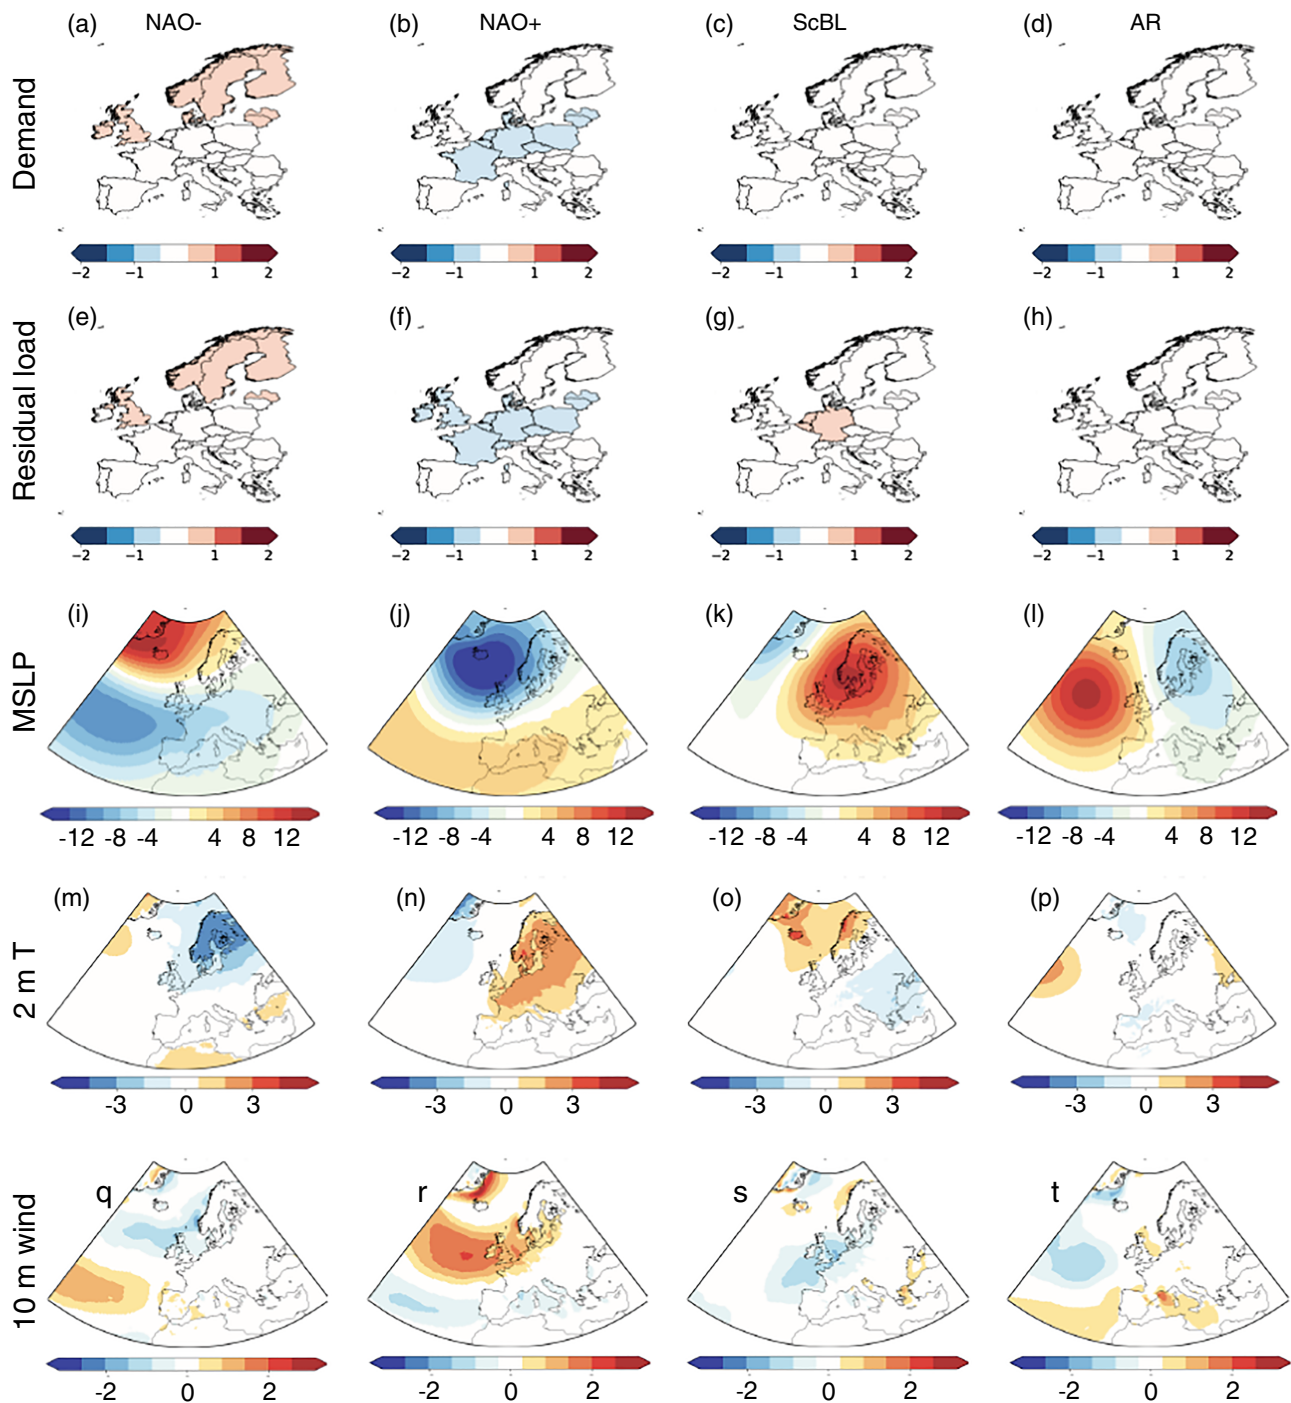 (a) NAO- (b) NAO+ (c) ScBL (d) AR
Demand
−2 −1 1 2 −2 −1 1 2 −2 −1 1 2 −2 −1 1 2
(e) (f) (g) (h)
Residual load
−2 −1 1 2 −2 −1 1 2 −2 −1 1 2 −2 −1 1 2
(i) (j) (k) (l)
MSLP
-12 -8 -4 4 8 12 -12 -8 -4 4 8 12 -12 -8 -4 4 8 12 -12 -8 -4 4 8 12
(m) (n) (o) (p)
2 m T
-3 0 3 -3 0 3 -3 0 3 -3 0 3
q r s t
10 m wind
-2 0 2 -2 0 2 -2 0 2 -2 0 2